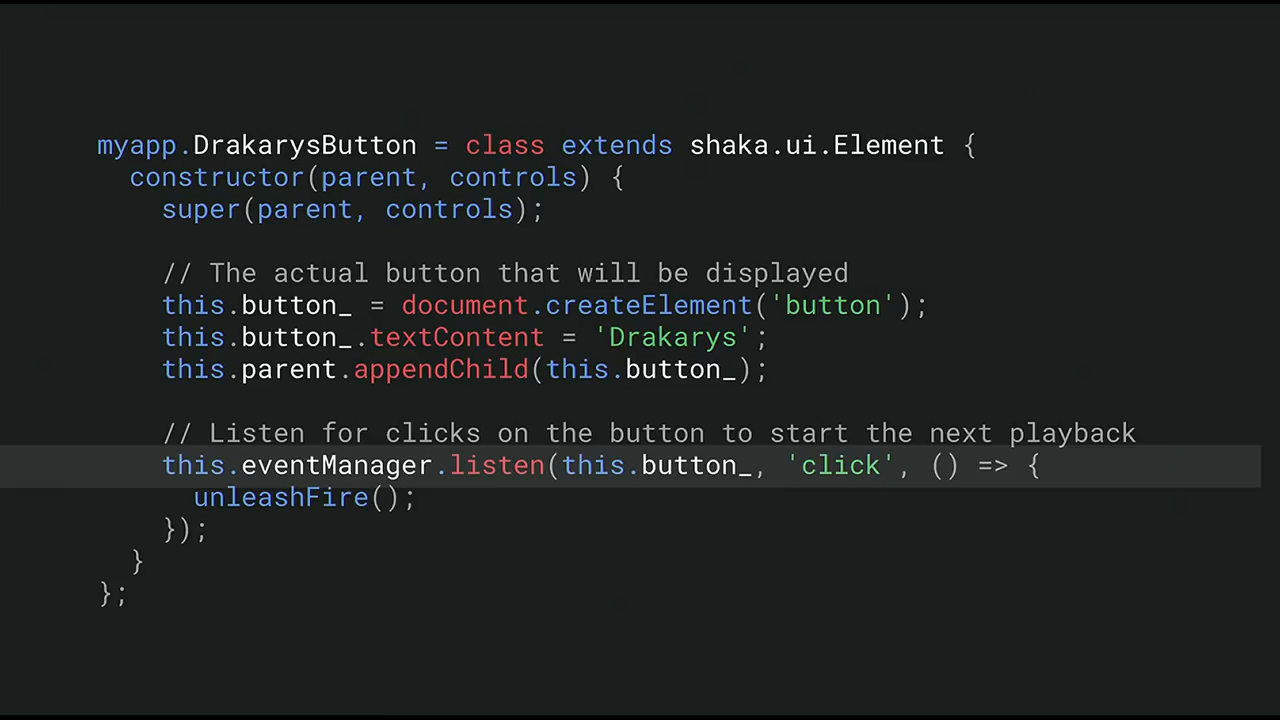 myapp.DrakarysButton = class extends shaka.ui.Element {
constructor(parent, controls) {
super(parent, controls);
// The actual button that will be displayed
this.button_ = document.createElement('button');
this.button_.textContent = 'Drakarys';
this.parent.appendChild(this.button_);
// Listen for clicks on the button to start the next playback
this.eventManager.listen(this.button_, 'click', () => {
unleashFire();
});
}
};